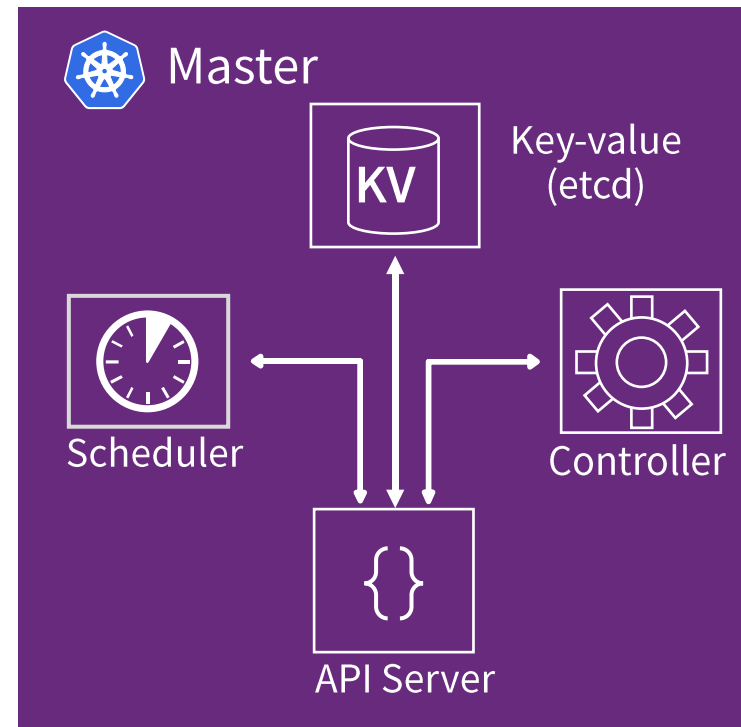 Master
KV
Key-value
(etcd)
Scheduler
Controller
{}
API Server